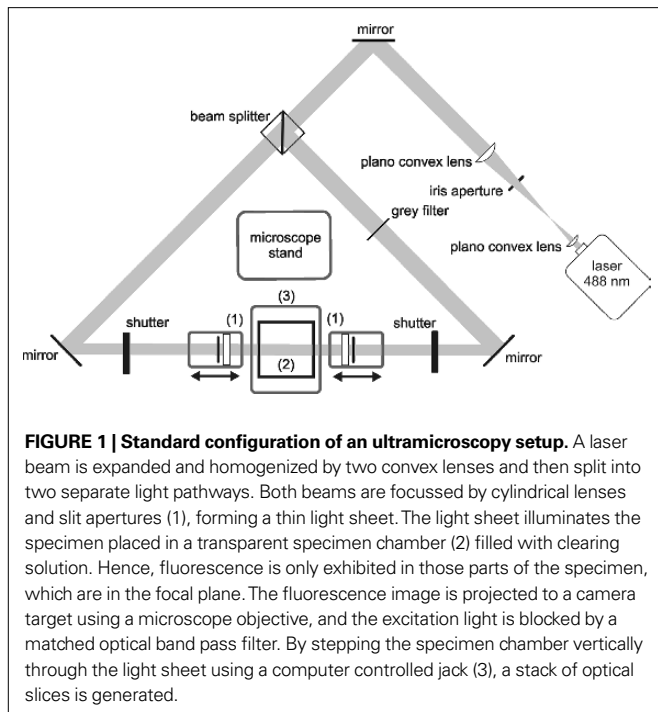 mirror
beam splitter
plano convex lens
iris aperture
grey filter
plano convex lens
microscope
stand
laser
488 nm
(3)
(1)
(1)
shutter
shutter
mirror
(2)
mirror
FIGURE 1 | Standard configuration of an ultramicroscopy setup. A laser
beam is expanded and homogenized by two convex lenses and then split into
two separate light pathways. Both beams are focussed by cylindrical lenses
and slit apertures (1), forming a thin light sheet. The light sheet illuminates the
specimen placed in a transparent specimen chamber (2) filled with clearing
solution. Hence, fluorescence is only exhibited in those parts of the specimen,
which are in the focal plane. The fluorescence image is projected to a camera
target using a microscope objective, and the excitation light is blocked by a
matched optical band pass filter. By stepping the specimen chamber vertically
through the light sheet using a computer controlled jack (3), a stack of optical
slices is generated.